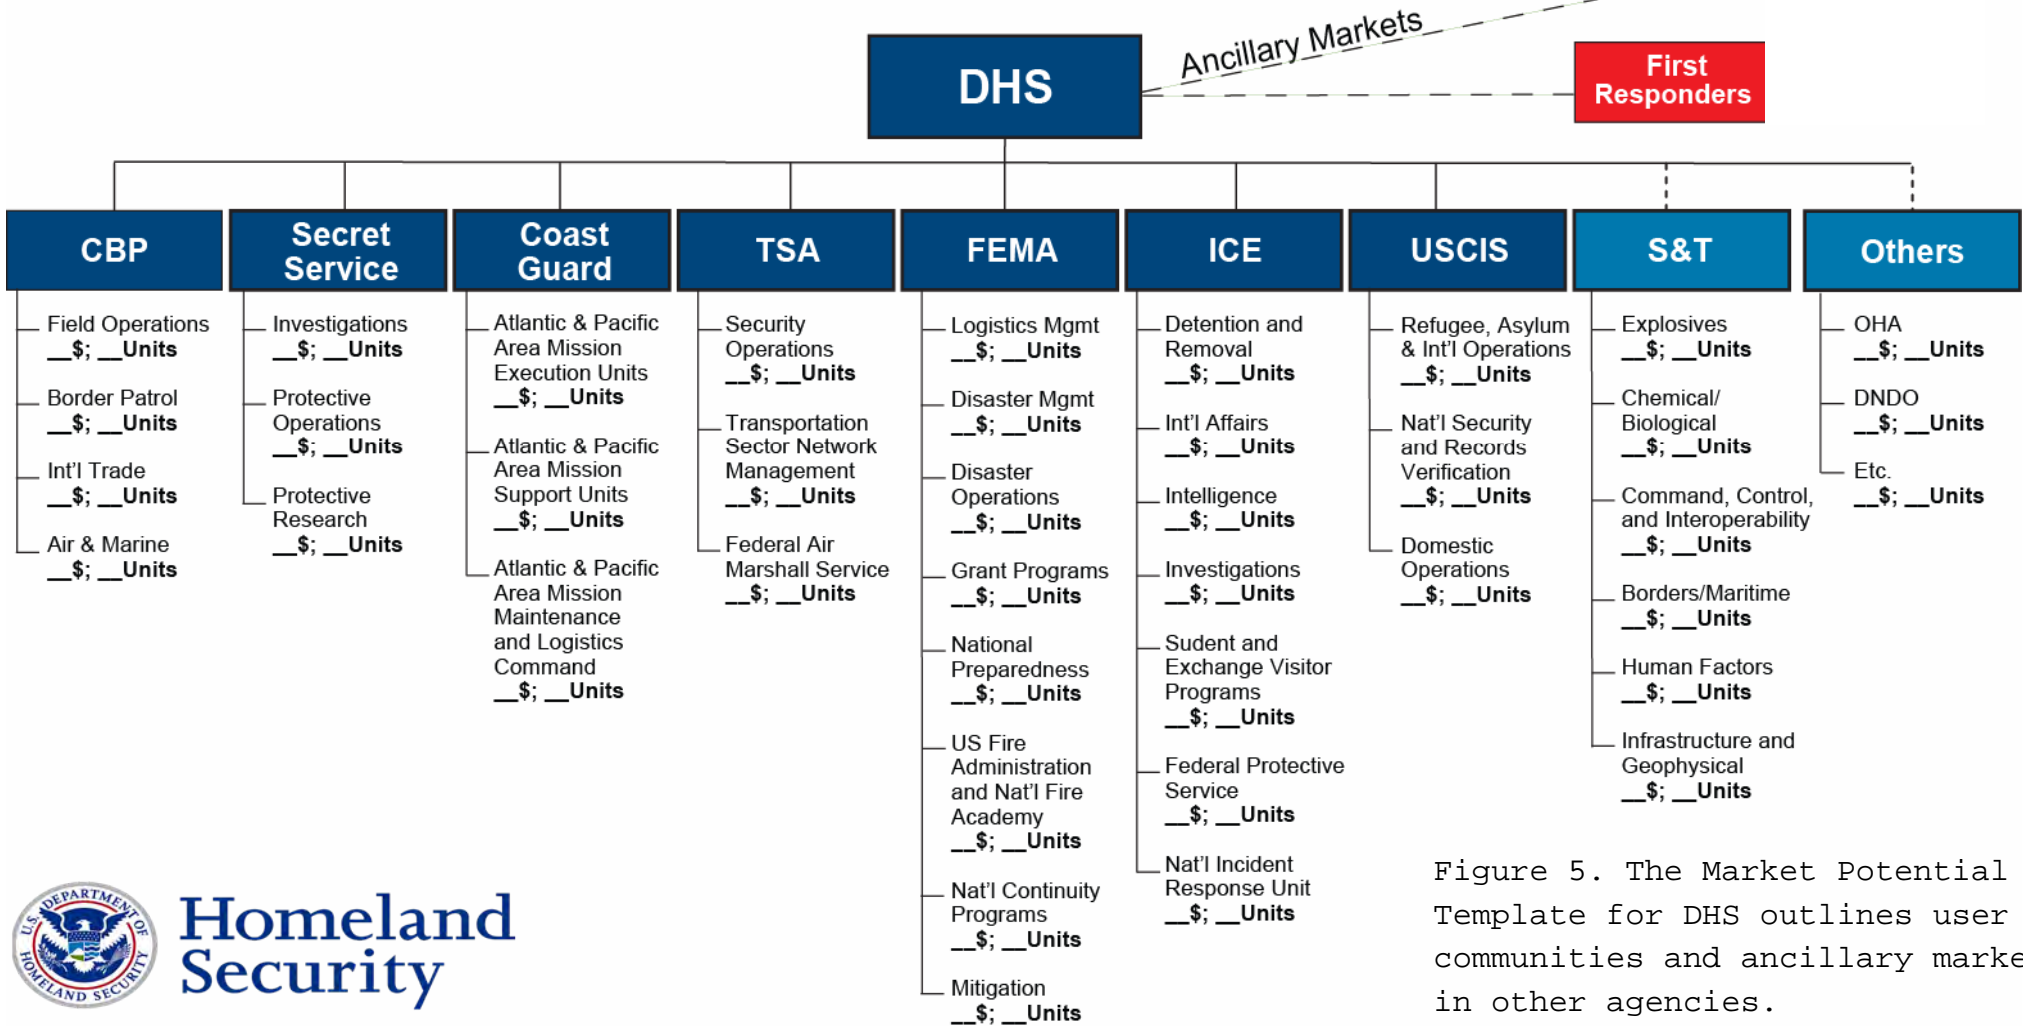 Ancillary Markets
DHS
First
Responders
CBP
Field Operations
__$; __Units
Border Patrol
__$; __Units
Int'l Trade
__$; __Units
Air & Marine
__$; __Units
Secret
Service
Investigations
__$; __Units
Protective
Operations
__$; __Units
Protective
Research
__$; __Units
Coast
Guard
Atlantic & Pacific
Area Mission
Execution Units
__$; __Units
Atlantic & Pacific
Area Mission
Support Units
__$; __Units
Atlantic & Pacific
Area Mission
Maintenance
and Logistics
Command
__$; __Units
TSA
Security
Operations
__$; __Units
Transportation
Sector Network
Management
__$; __Units
Federal Air
Marshall Service
__$; __Units
FEMA
Logistics Mgmt
__$; __Units
Disaster Mgmt
__$; __Units
Disaster
Operations
__$; __Units
Grant Programs
__$; __Units
National
Preparedness
__$; __Units
US Fire
Administration
and Nat'l Fire
Academy
__$; __Units
Nat'l Continuity
Programs
__$; __Units
Mitigation
__$; __Units
ICE
Detention and
Removal
__$; __Units
Int'l Affairs
__$; __Units
Intelligence
__$; __Units
Investigations
__$; __Units
Sudent and
Exchange Visitor
Programs
__$; __Units
Federal Protective
Service
__$; __Units
Nat'l Incident
Response Unit
__$; __Units
USCIS
Refugee, Asylum
& Int'l Operations
__$; __Units
Nat'l Security
and Records
Verification
__$; __Units
Domestic
Operations
__$; __Units
S&T
Explosives
__$; __Units
Chemical/
Biological
__$; __Units
Command, Control,
and Interoperability
__$; __Units
Borders/Maritime
__$; __Units
Human Factors
__$; __Units
Infrastructure and
Geophysical
__$; __Units
Others
OHA
__$; __Units
DNDO
__$; __Units
Etc.
__$; __Units
U.S. DEPARTMENT OF
HOMELAND SECURITY
Homeland
Security
Figure 5. The Market Potential
Template for DHS outlines user
communities and ancillary marke
in other agencies.